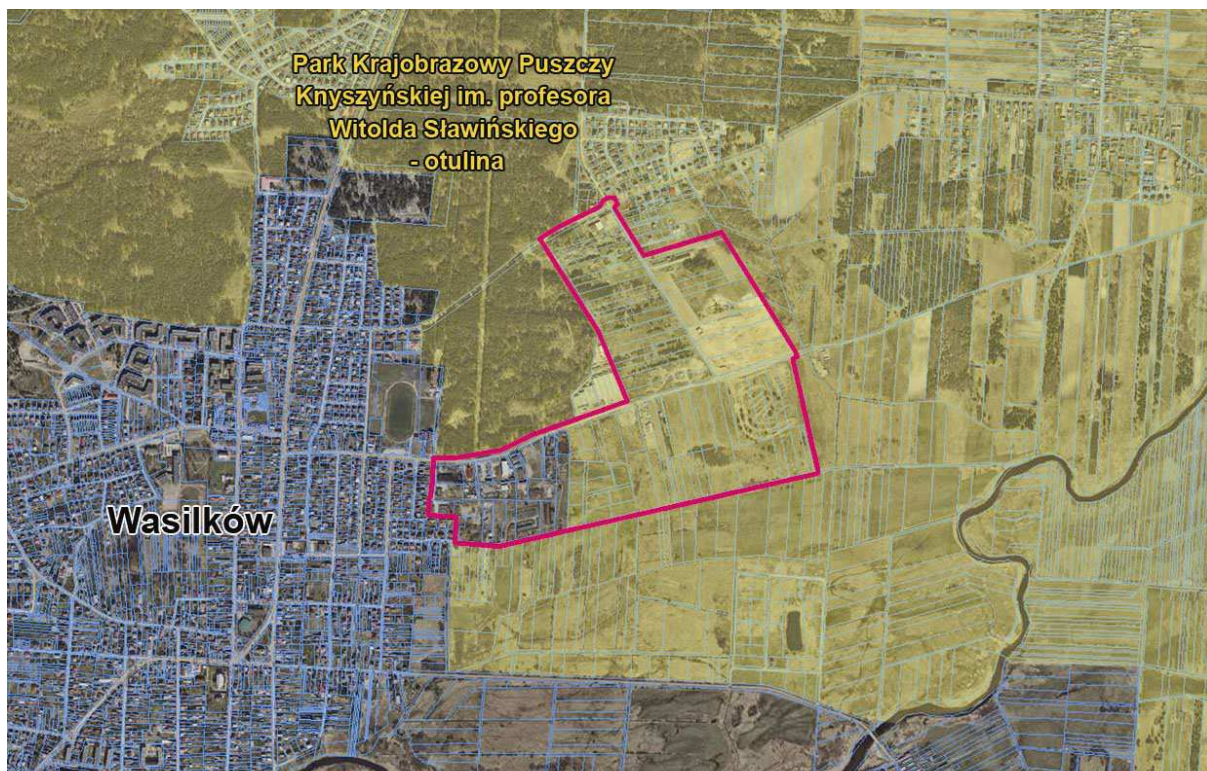 Park Krajobrazowy Puszczy
Knyszyńskiej im. profesora
Witolda Sławińskiego
- otulina
Wasilków